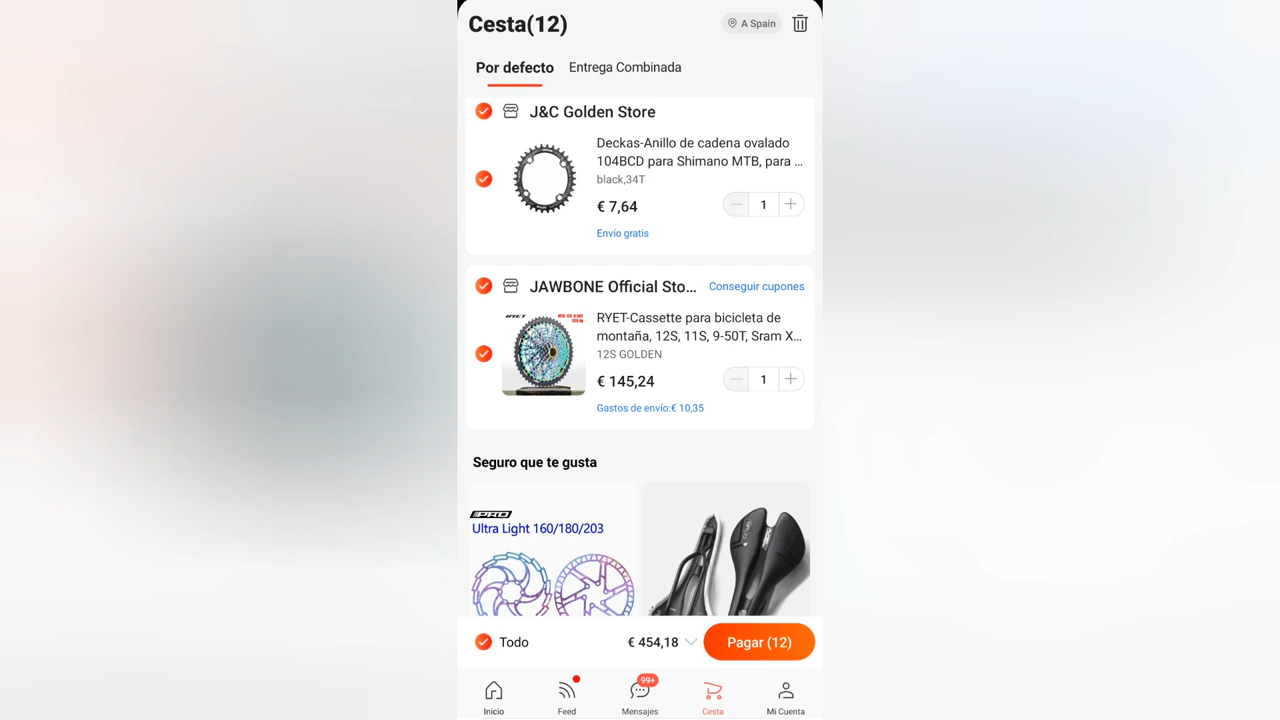 Cesta(12)
A Spain
Por defecto
Entrega Combinada
J&C Golden Store
Deckas-Anillo de cadena ovalado
104BCD para Shimano MTB, para ...
black,34T
€ 7,64
1
Envío gratis
JAWBONE Official Sto...
Conseguir cupones
RYET
RYET-Cassette para bicicleta de
montaña, 12S, 11S, 9-50T, Sram X...
12S GOLDEN
€ 145,24
1
Gastos de envío:€ 10,35
Seguro que te gusta
Ultra Light 160/180/203
Todo
€ 454,18
Pagar (12)
99+
Inicio
Feed
Mensajes
Cesta
Mi Cuenta